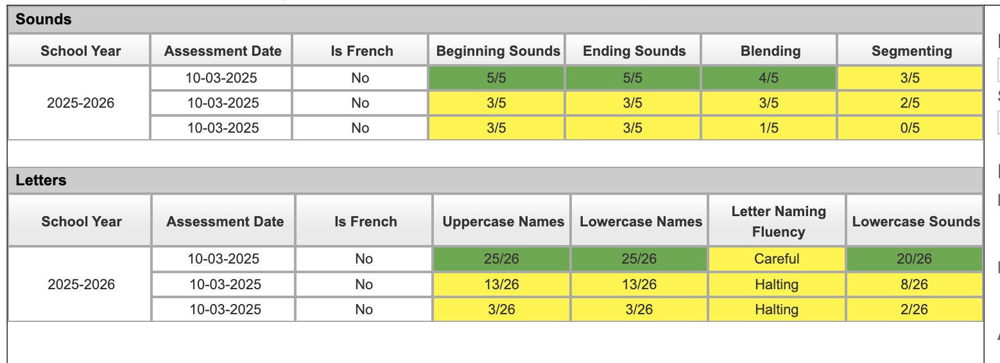 Sounds
School Year Assessment Date Is French Beginning Sounds Ending Sounds Blending Segmenting
2025-2026
10-03-2025 No 5/5 5/5 4/5 3/5
10-03-2025 No 3/5 3/5 3/5 2/5
10-03-2025 No 3/5 3/5 1/5 0/5
Letters
School Year Assessment Date Is French Uppercase Names Lowercase Names Letter Naming Fluency Lowercase Sounds
2025-2026
10-03-2025 No 25/26 25/26 Careful 20/26
10-03-2025 No 13/26 13/26 Halting 8/26
10-03-2025 No 3/26 3/26 Halting 2/26